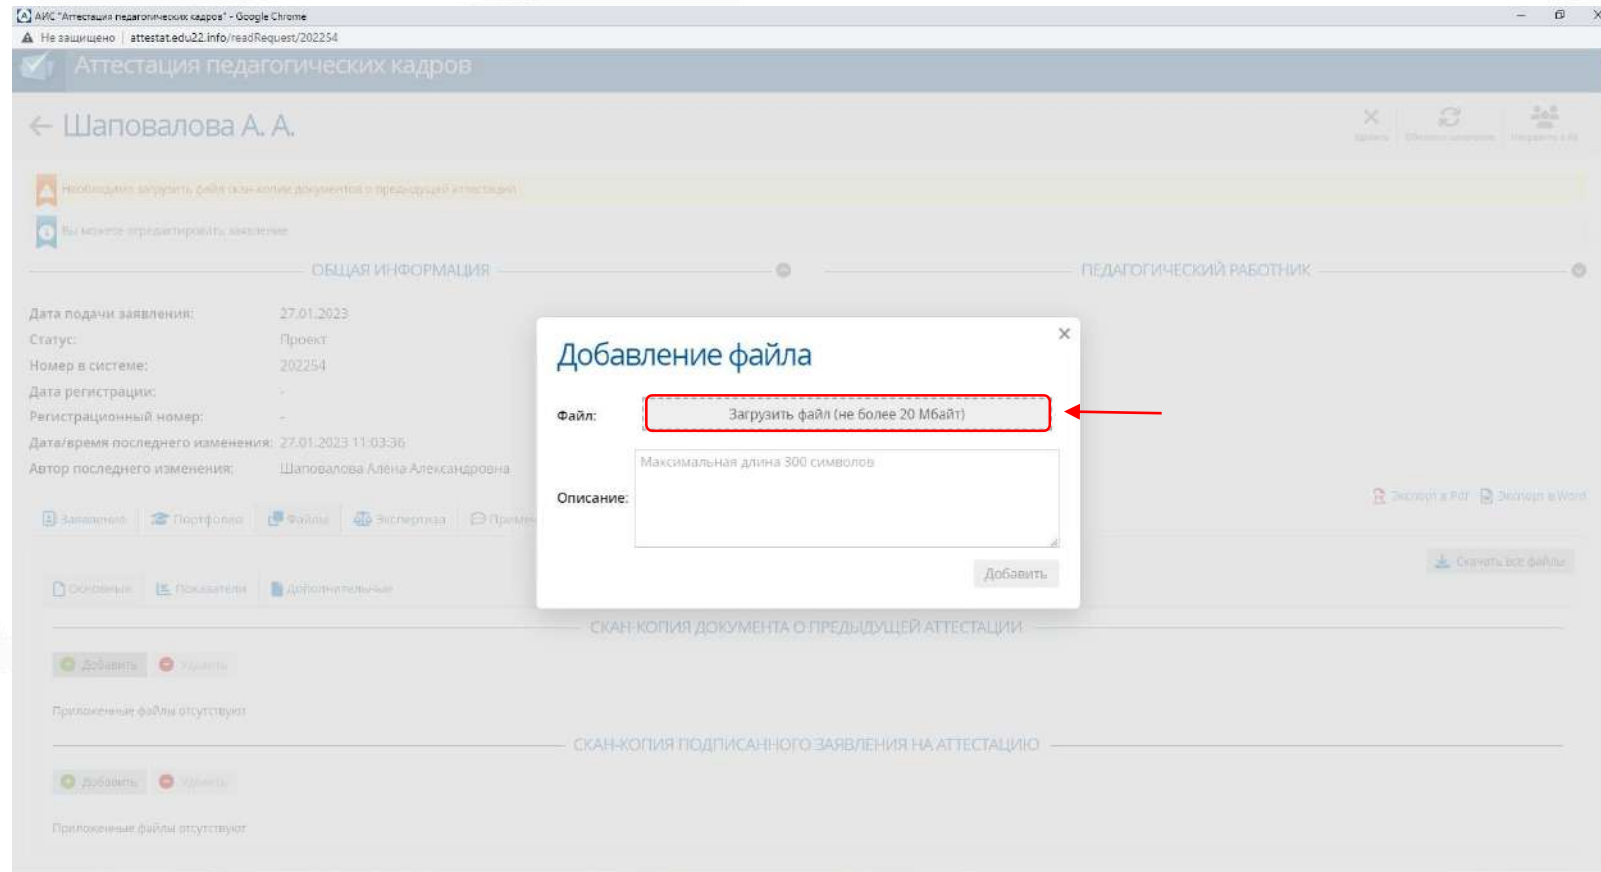 АИС "Аттестация педагогических кадров" - Google Chrome
Не защищено | attestat.edu22.info/readRequest/202254
Аттестация педагогических кадров
← Шаповалова А. А.
Удалить
Необходимо загрузить файл скан-копии документов о предыдущей аттестации
Вы можете отредактировать заявление
ОБЩАЯ ИНФОРМАЦИЯ
ПЕДАГОГИЧЕСКИЙ РАБОТНИК
Дата подачи заявления: 27.01.2023
Статус: Проект
Номер в системе: 202254
Дата регистрации: -
Регистрационный номер: -
Дата/время последнего изменения: 27.01.2023 11:03:36
Автор последнего изменения: Шаповалова Алёна Александровна
Добавление файла
Файл: Загрузить файл (не более 20 Мбайт)
Максимальная длина 300 символов
Описание:
Добавить
Экспорт в Pdf Экспорт в Word
Заявление Портфолио Файлы Экспертиза
Скачать все файлы
Основные Показатели Дополнительные
СКАН-КОПИЯ ДОКУМЕНТА О ПРЕДЫДУЩЕЙ АТТЕСТАЦИИ
Добавить Удалить
Приложенные файлы отсутствуют
СКАН-КОПИЯ ПОДПИСАННОГО ЗАЯВЛЕНИЯ НА АТТЕСТАЦИЮ
Добавить Удалить
Приложенные файлы отсутствуют